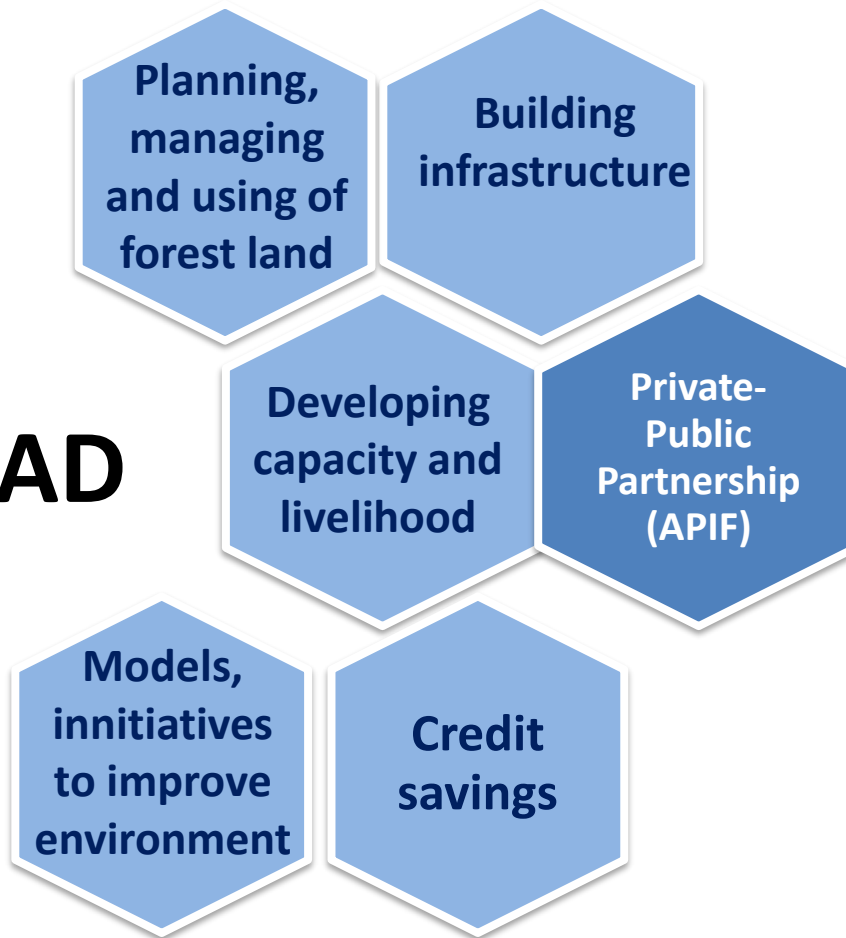 Planning,
managing
and using of
forest land
Building
infrastructure
AD
Developing
capacity and
livelihood
Private-
Public
Partnership
(APIF)
Models,
innitiatives
to improve
environment
Credit
savings